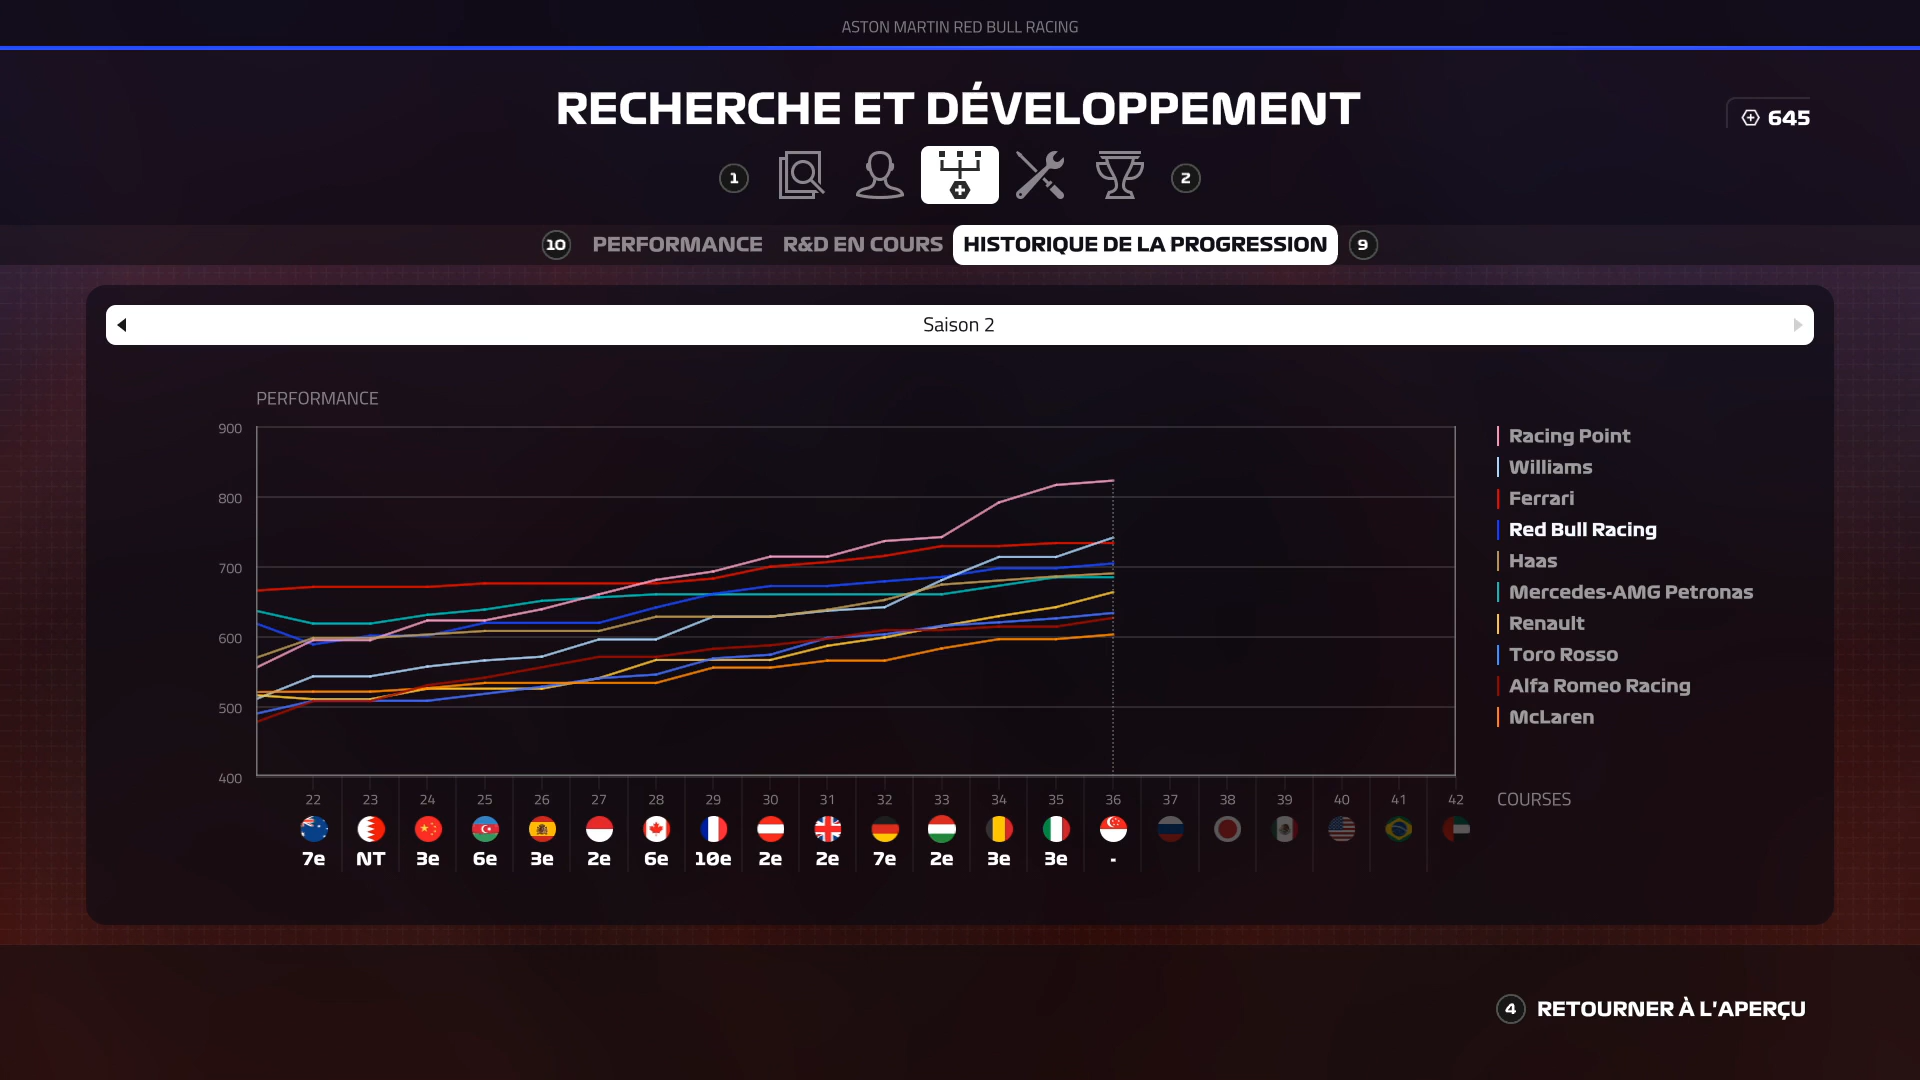 ASTON MARTIN RED BULL RACING
RECHERCHE ET DÉVELOPPEMENT
645
1
2
10 PERFORMANCE R&D EN COURS HISTORIQUE DE LA PROGRESSION 9
Saison 2
PERFORMANCE
900
800
700
600
500
400
Racing Point
Williams
Ferrari
Red Bull Racing
Haas
Mercedes-AMG Petronas
Renault
Toro Rosso
Alfa Romeo Racing
McLaren
22 23 24 25 26 27 28 29 30 31 32 33 34 35 36 37 38 39 40 41 42 COURSES
7e NT 3e 6e 3e 2e 6e 10e 2e 2e 7e 2e 3e 3e -
4 RETOURNER À L'APERÇU